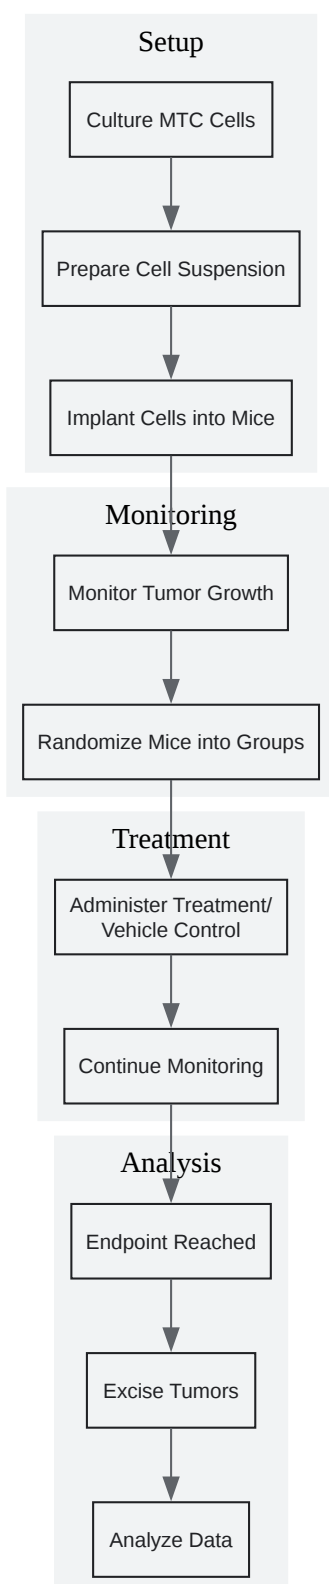 Setup
Culture MTC Cells
Prepare Cell Suspension
Implant Cells into Mice
Monitoring
Monitor Tumor Growth
Randomize Mice into Groups
Treatment
Administer Treatment/
Vehicle Control
Continue Monitoring
Analysis
Endpoint Reached
Excise Tumors
Analyze Data